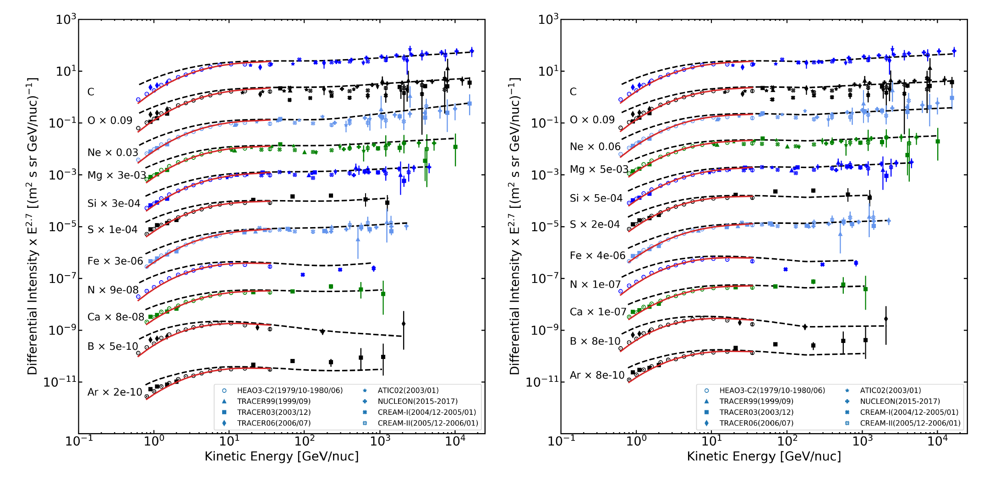 Differential Intensity x E^2.7 [(m^2 s sr GeV/nuc)^−1]
10^3
10^1
10^−1
10^−3
10^−5
10^−7
10^−9
10^−11
C
O × 0.09
Ne × 0.03
Mg × 3e-03
Si × 3e-04
S × 1e-04
Fe × 3e-06
N × 9e-08
Ca × 8e-08
B × 5e-10
Ar × 2e-10
HEAO3-C2(1979/10-1980/06)
TRACER99(1999/09)
TRACER03(2003/12)
TRACER06(2006/07)
ATIC02(2003/01)
NUCLEON(2015-2017)
CREAM-I(2004/12-2005/01)
CREAM-II(2005/12-2006/01)
10^−1 10^0 10^1 10^2 10^3 10^4
Kinetic Energy [GeV/nuc]
Differential Intensity x E^2.7 [(m^2 s sr GeV/nuc)^−1]
10^3
10^1
10^−1
10^−3
10^−5
10^−7
10^−9
10^−11
C
O × 0.09
Ne × 0.06
Mg × 5e-03
Si × 5e-04
S × 2e-04
Fe × 4e-06
N × 1e-07
Ca × 1e-07
B × 8e-10
Ar × 8e-10
HEAO3-C2(1979/10-1980/06)
TRACER99(1999/09)
TRACER03(2003/12)
TRACER06(2006/07)
ATIC02(2003/01)
NUCLEON(2015-2017)
CREAM-I(2004/12-2005/01)
CREAM-II(2005/12-2006/01)
10^−1 10^0 10^1 10^2 10^3 10^4
Kinetic Energy [GeV/nuc]